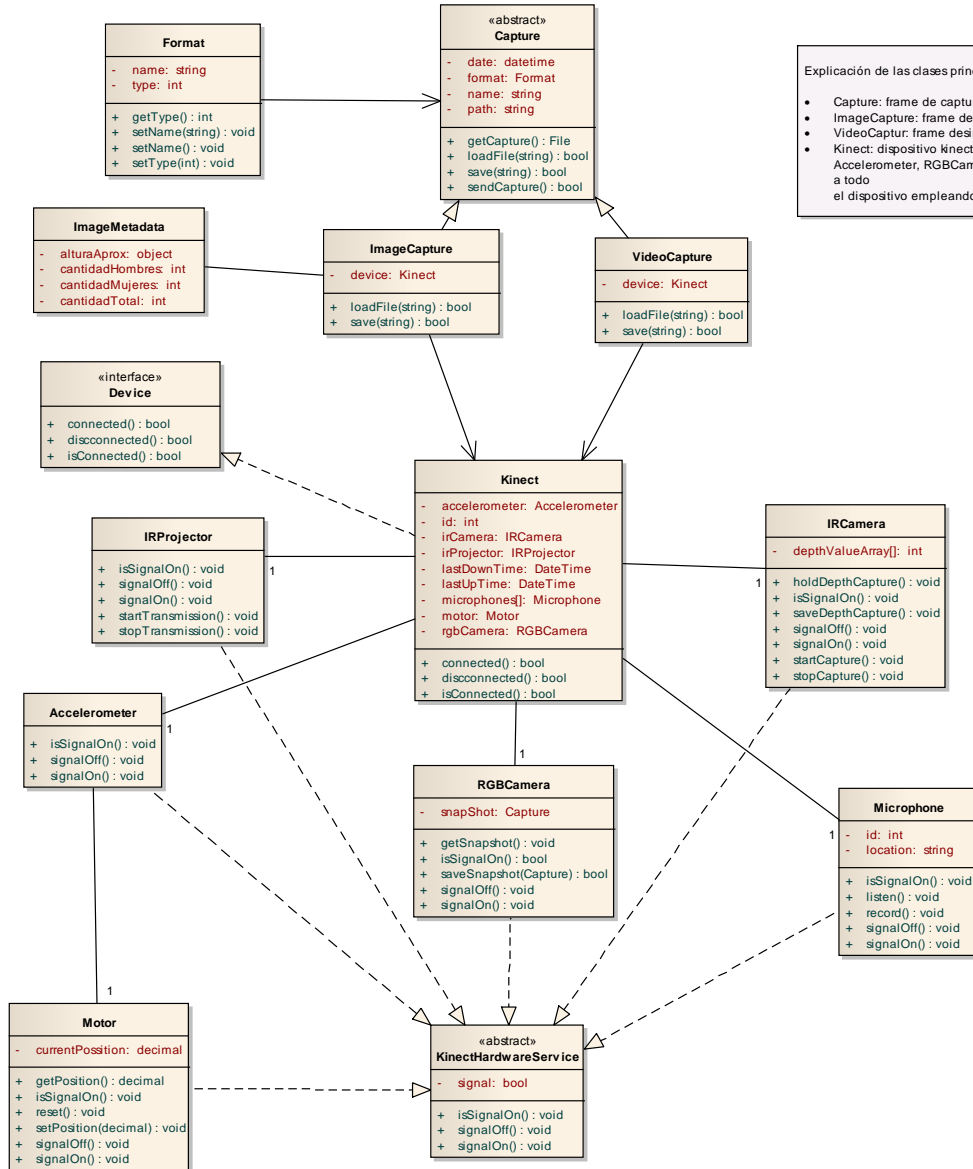 «abstract»
Capture
- date: datetime
- format: Format
- name: string
- path: string
+ getCapture() : File
+ loadFile(string) : bool
+ save(string) : bool
+ sendCapture() : bool
Format
- name: string
- type: int
+ getType() : int
+ setName(string) : void
+ setName() : void
+ setType(int) : void
Explicación de las clases
• Capture: frame de
• ImageCapture: frame de
• VideoCaptur: frame
• Kinect: dispositivo
Accelerometer,
a todo
el dispositivo
ImageMetadata
- alturaAprox: object
- cantidadHombres: int
- cantidadMujeres: int
- cantidadTotal: int
ImageCapture
- device: Kinect
+ loadFile(string) : bool
+ save(string) : bool
VideoCapture
- device: Kinect
+ loadFile(string) : bool
+ save(string) : bool
«interface»
Device
+ connected() : bool
+ discconnected() : bool
+ isConnected() : bool
Kinect
- accelerometer: Accelerometer
- id: int
- irCamera: IRCamera
- irProjector: IRProjector
- lastDownTime: DateTime
- lastUpTime: DateTime
- microphones[]: Microphone
- motor: Motor
- rgbCamera: RGBCamera
+ connected() : bool
+ discconnected() : bool
+ isConnected() : bool
IRProjector
+ isSignalOn() : void
+ signalOff() : void
+ signalOn() : void
+ startTransmission() : void
+ stopTransmission() : void
1
IRCamera
- depthValueArray[]: int
+ holdDepthCapture() : void
+ isSignalOn() : void
+ saveDepthCapture() : void
+ signalOff() : void
+ signalOn() : void
+ startCapture() : void
+ stopCapture() : void
1
Accelerometer
+ isSignalOn() : void
+ signalOff() : void
+ signalOn() : void
1
1
RGBCamera
- snapShot: Capture
+ getSnapshot() : void
+ isSignalOn() : bool
+ saveSnapshot(Capture) : bool
+ signalOff() : void
+ signalOn() : void
Microphone
- id: int
- location: string
+ isSignalOn() : void
+ listen() : void
+ record() : void
+ signalOff() : void
+ signalOn() : void
1
1
Motor
- currentPossition: decimal
+ getPosition() : decimal
+ isSignalOn() : void
+ reset() : void
+ setPosition(decimal) : void
+ signalOff() : void
+ signalOn() : void
«abstract»
KinectHardwareService
- signal: bool
+ isSignalOn() : void
+ signalOff() : void
+ signalOn() : void